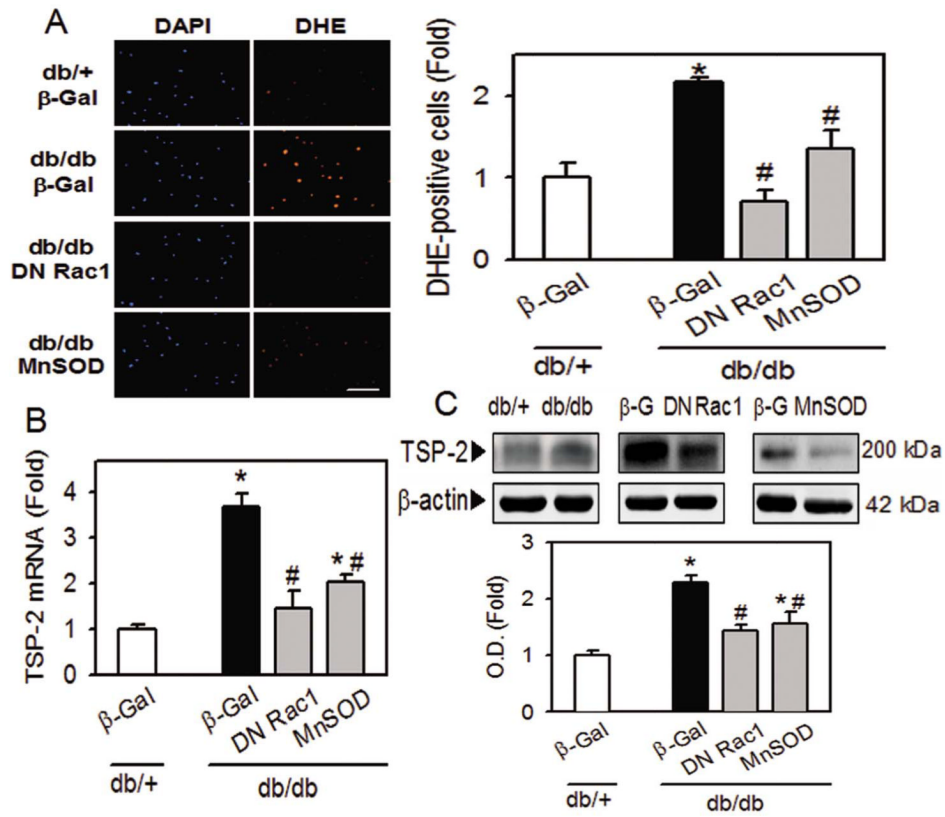 A
DAPI DHE
db/+
β-Gal
db/db
β-Gal
db/db
DN Rac1
db/db
MnSOD
DHE-positive cells (Fold)
2
1
0
*
#
#
β-Gal
β-Gal
DN Rac1
MnSOD
db/+
db/db
B
TSP-2 mRNA (Fold)
4
3
2
1
0
*
#
*#
β-Gal
β-Gal
DN Rac1
MnSOD
db/+
db/db
C
db/+ db/db β-G DN Rac1 β-G MnSOD
TSP-2 200 kDa
β-actin 42 kDa
O.D. (Fold)
3
2
1
0
*
#
*#
β-Gal
β-Gal
DN Rac1
MnSOD
db/+
db/db